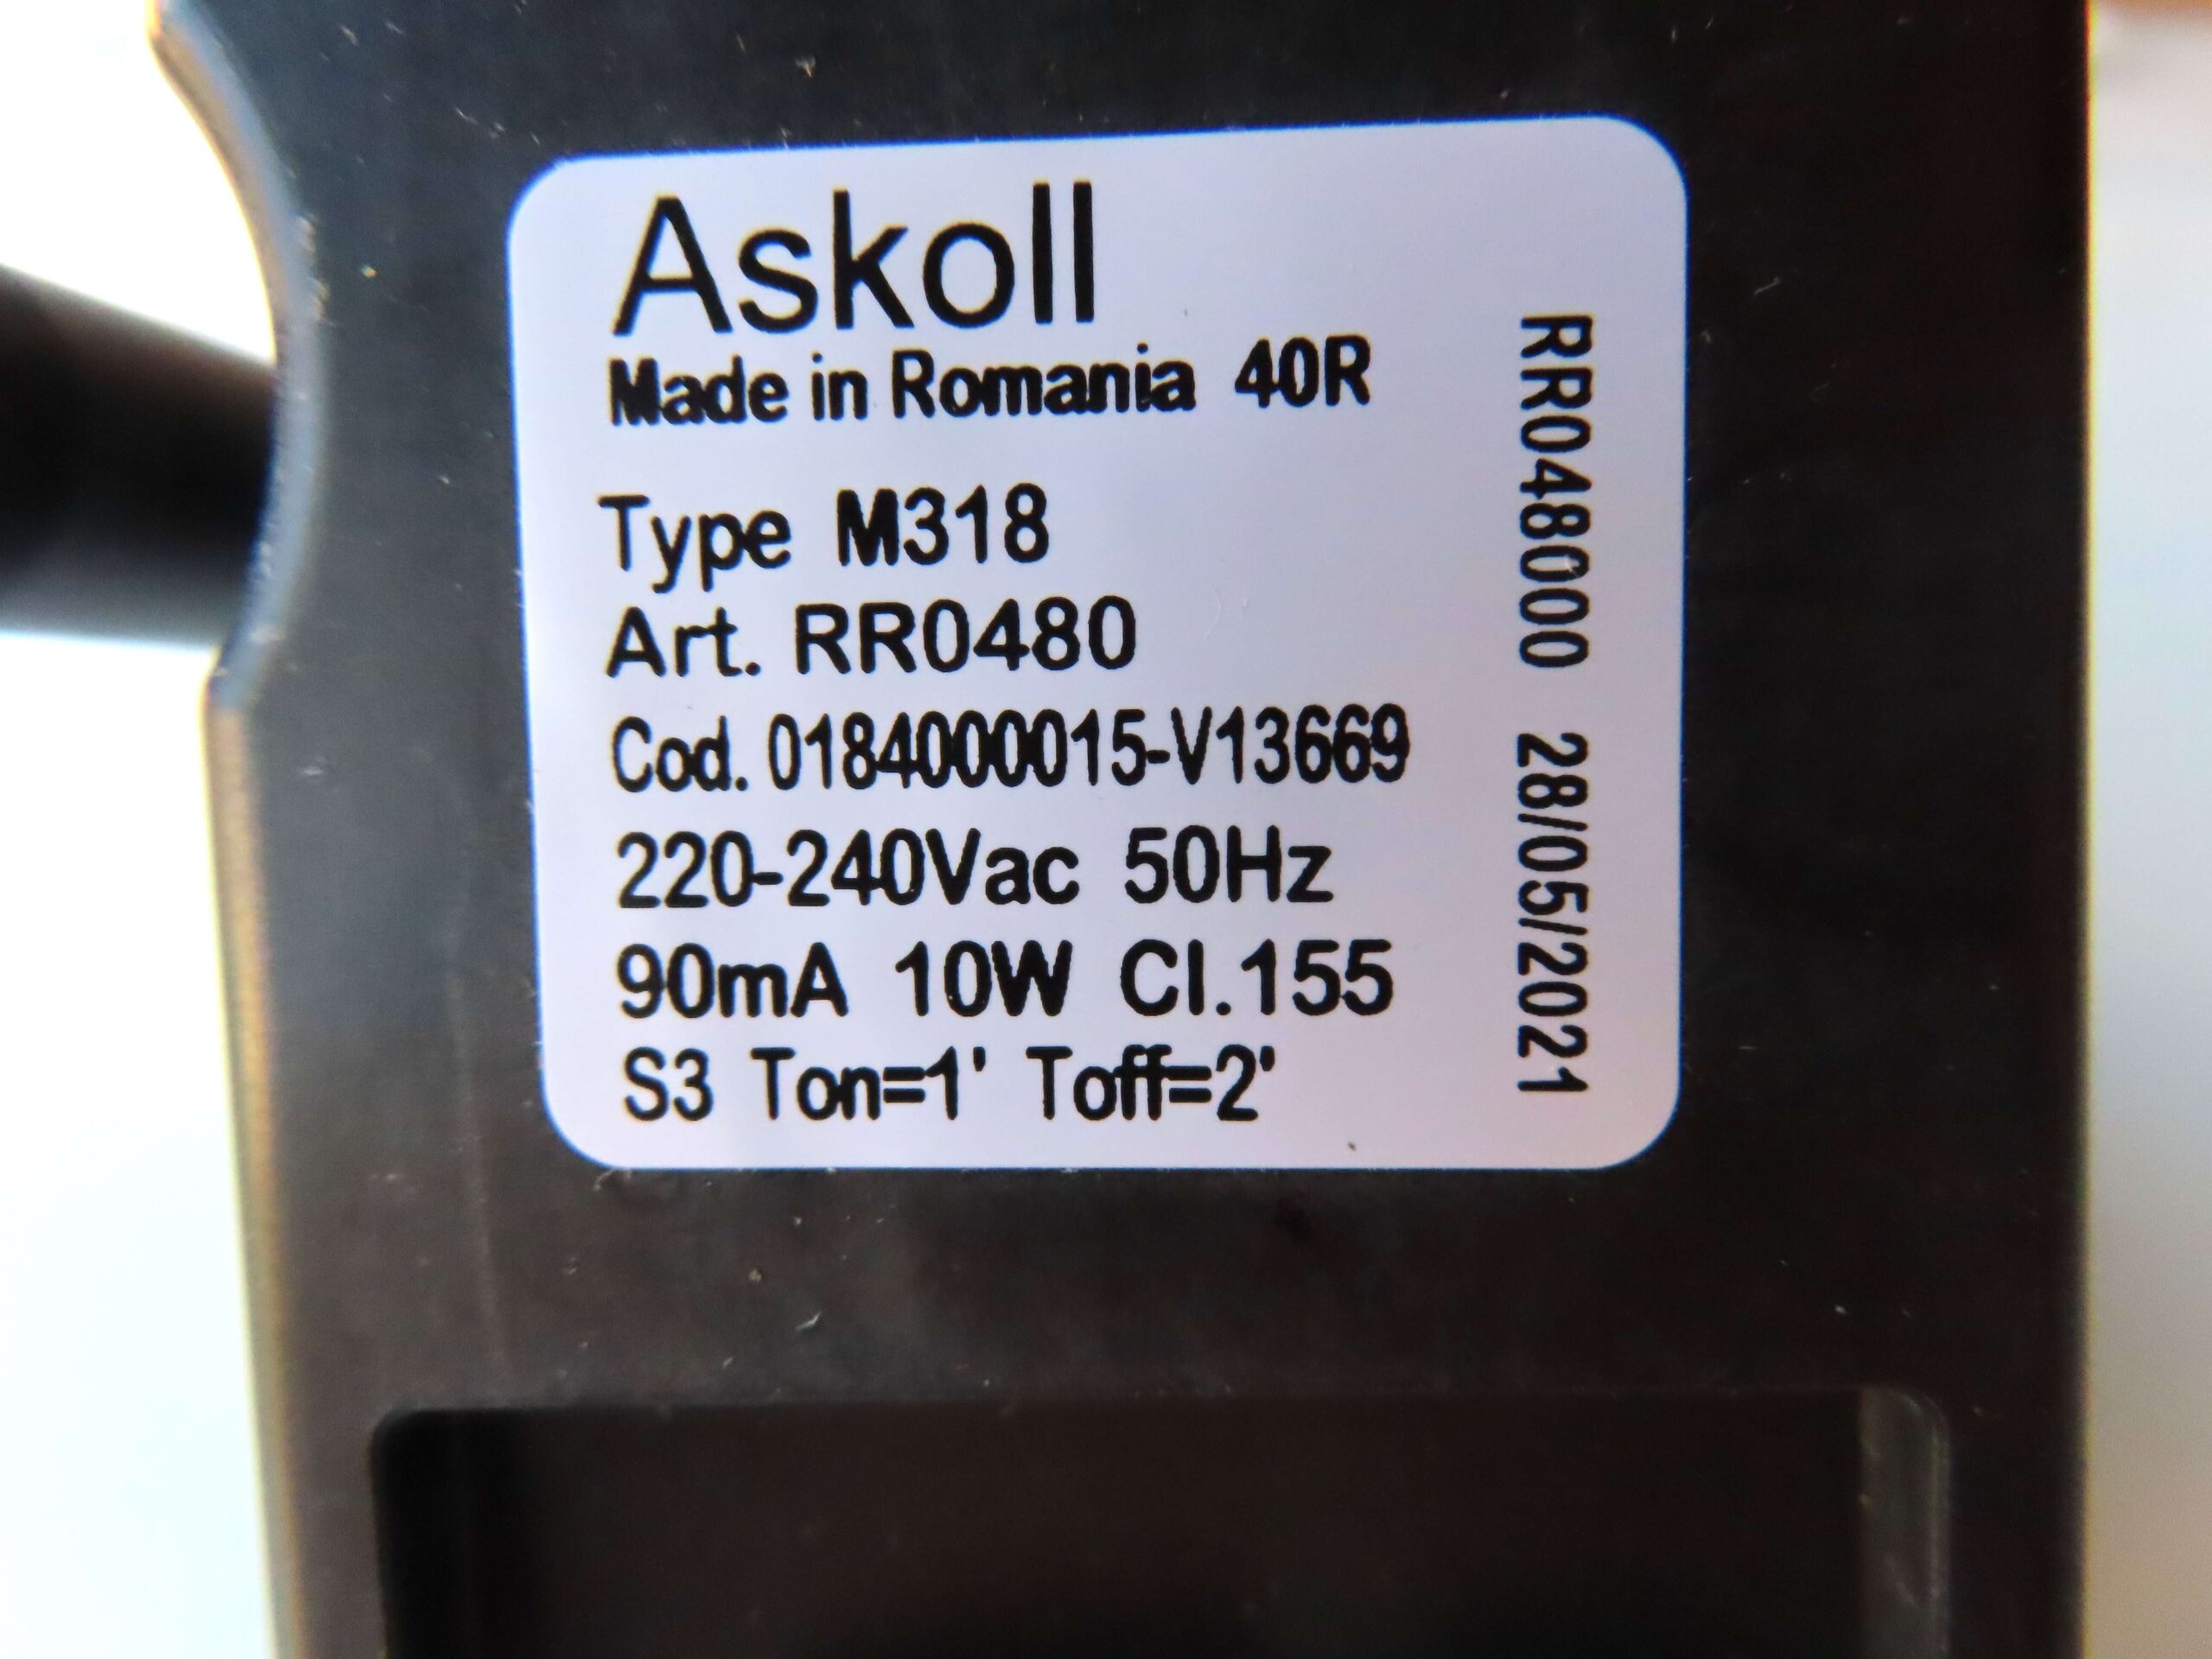 Askoll
Made in Romania 40R
Type M318
Art. RR0480
Cod. 0184000015-V13669
220-240Vac 50Hz
90mA 10W Cl.155
S3 Ton=1' Toff=2'
RR048000 28/05/2021